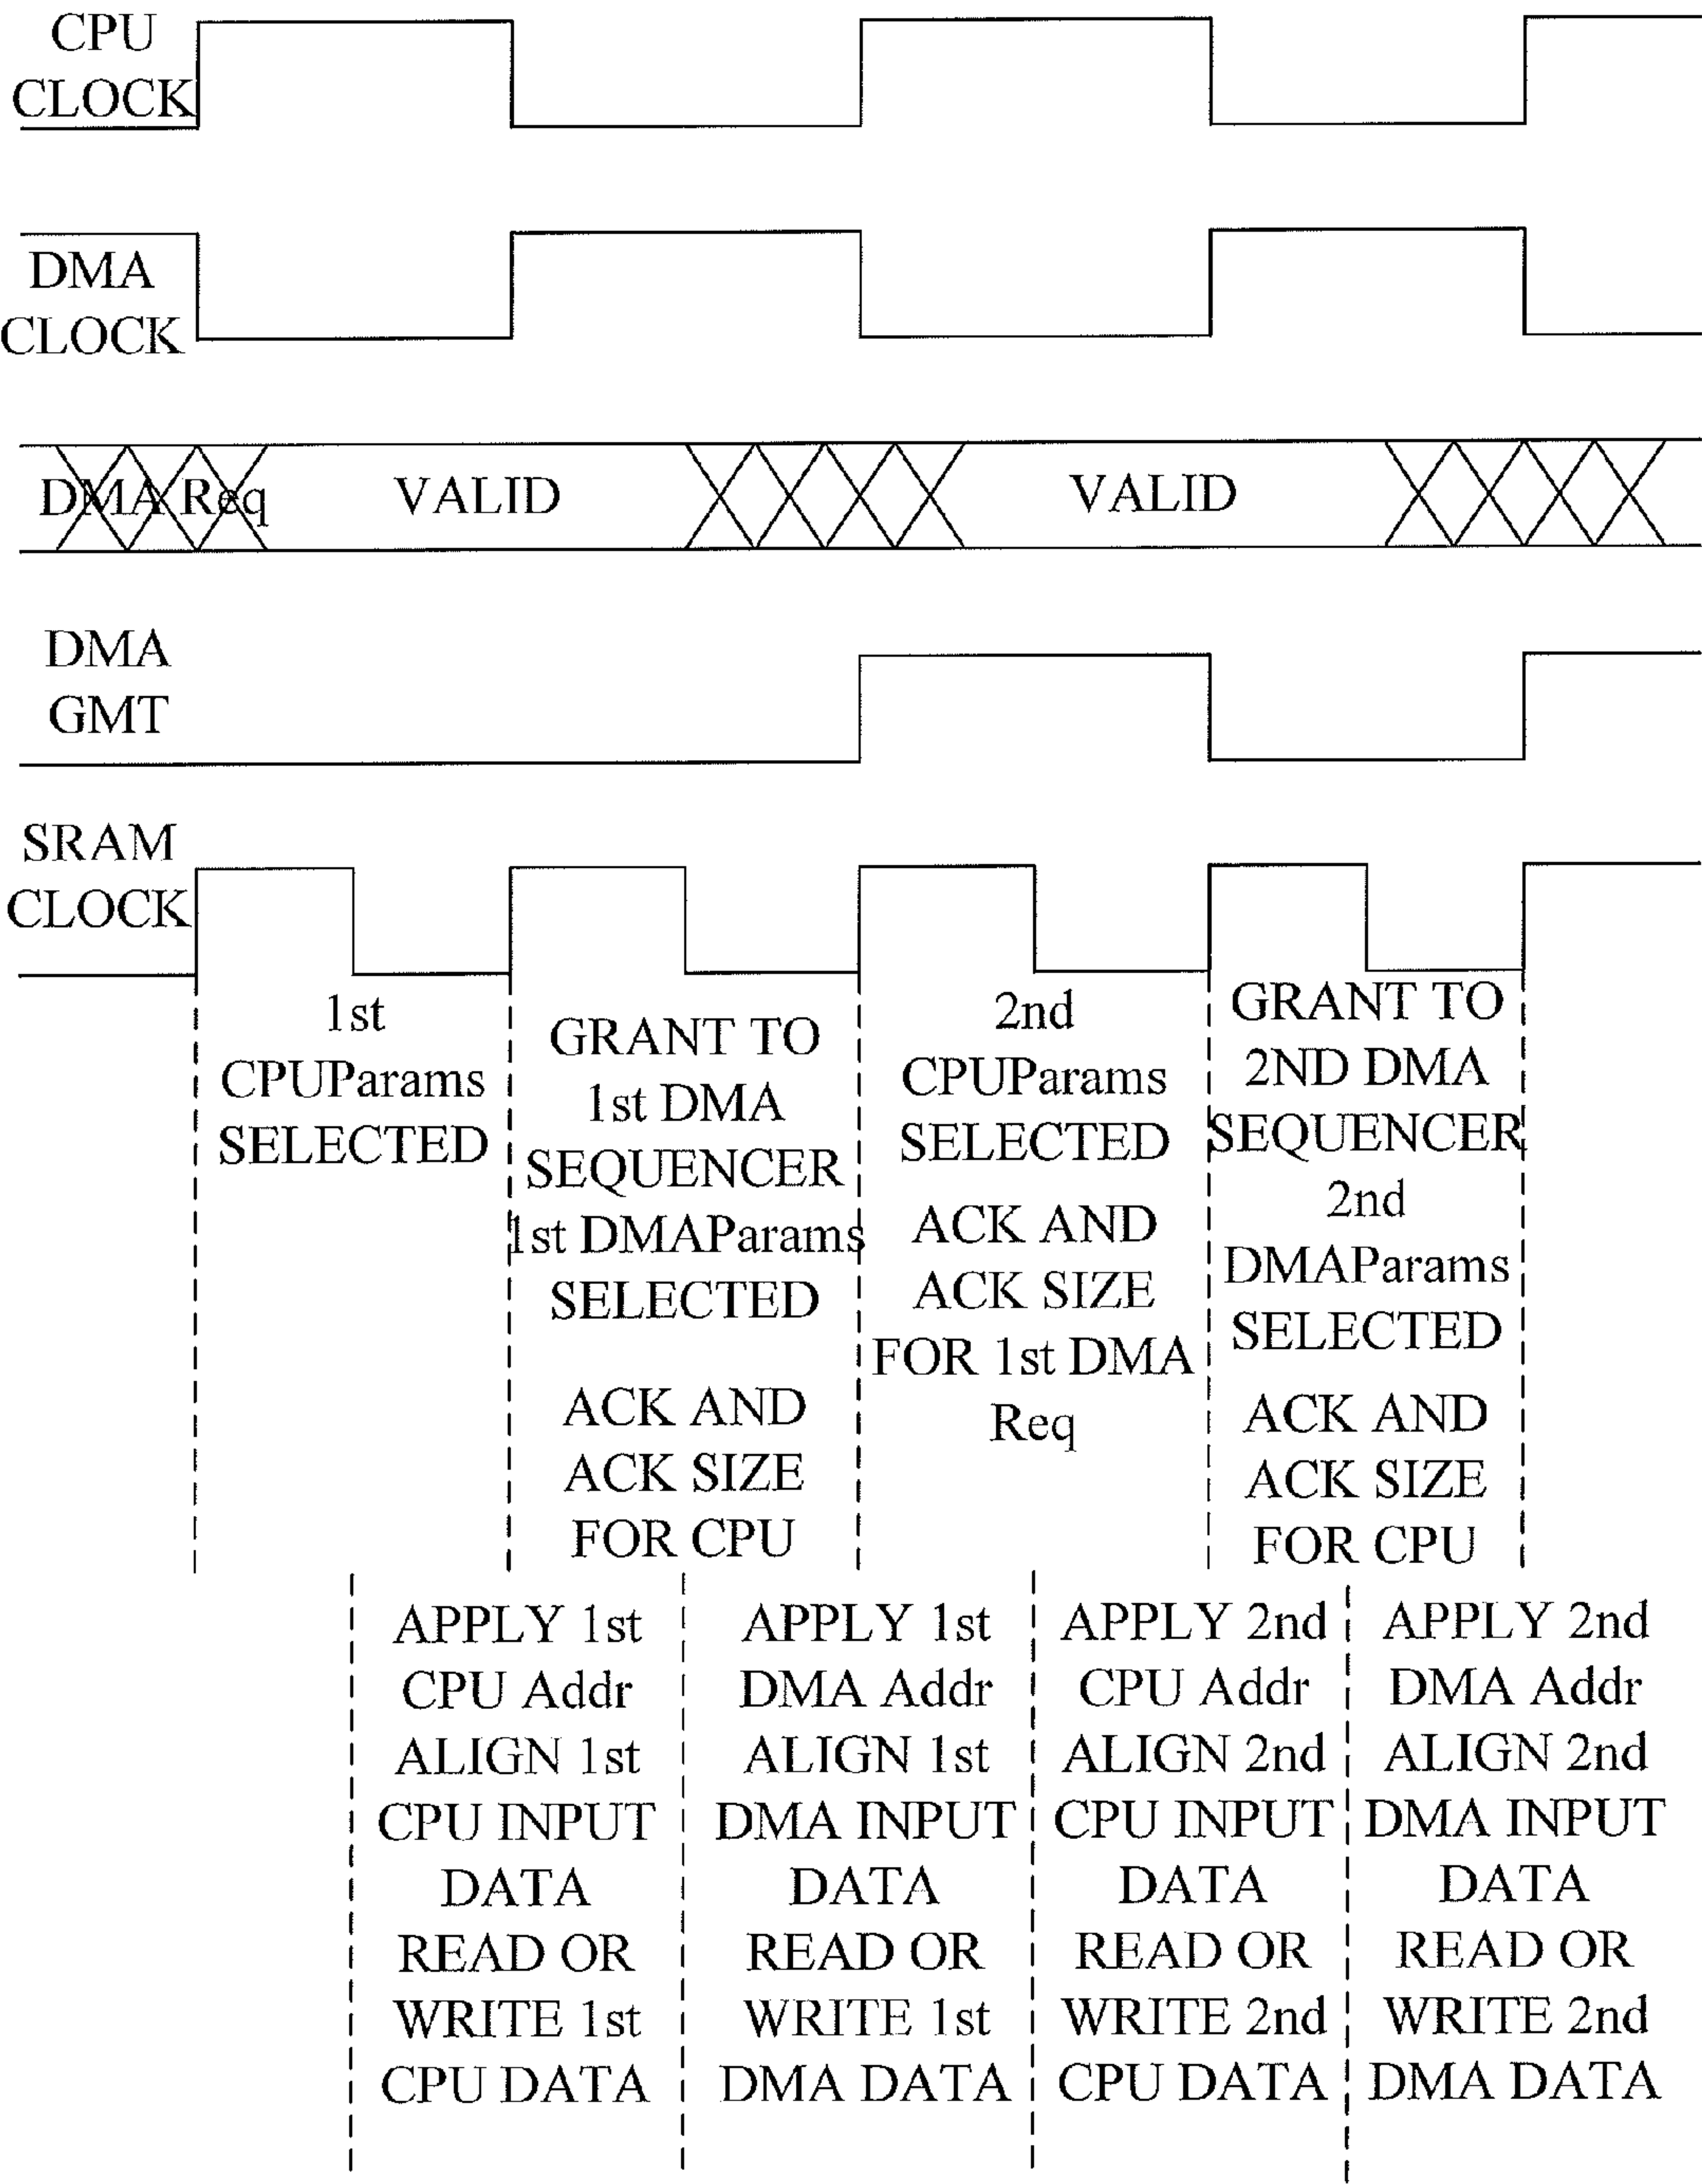 CPU
CLOCK
DMA
CLOCK
DMA Req
VALID
VALID
DMA
GMT
SRAM
CLOCK
1st
CPUParams
SELECTED
GRANT TO
1st DMA
SEQUENCER
1st DMAParams
SELECTED
ACK AND
ACK SIZE
FOR CPU
2nd
CPUParams
SELECTED
ACK AND
ACK SIZE
FOR 1st DMA
Req
GRANT TO
2ND DMA
SEQUENCER
2nd
DMAParams
SELECTED
ACK AND
ACK SIZE
FOR CPU
APPLY 1st
CPU Addr
ALIGN 1st
CPU INPUT
DATA
READ OR
WRITE 1st
CPU DATA
APPLY 1st
DMA Addr
ALIGN 1st
DMA INPUT
DATA
READ OR
WRITE 1st
DMA DATA
APPLY 2nd
CPU Addr
ALIGN 2nd
CPU INPUT
DATA
READ OR
WRITE 2nd
CPU DATA
APPLY 2nd
DMA Addr
ALIGN 2nd
DMA INPUT
DATA
READ OR
WRITE 2nd
DMA DATA